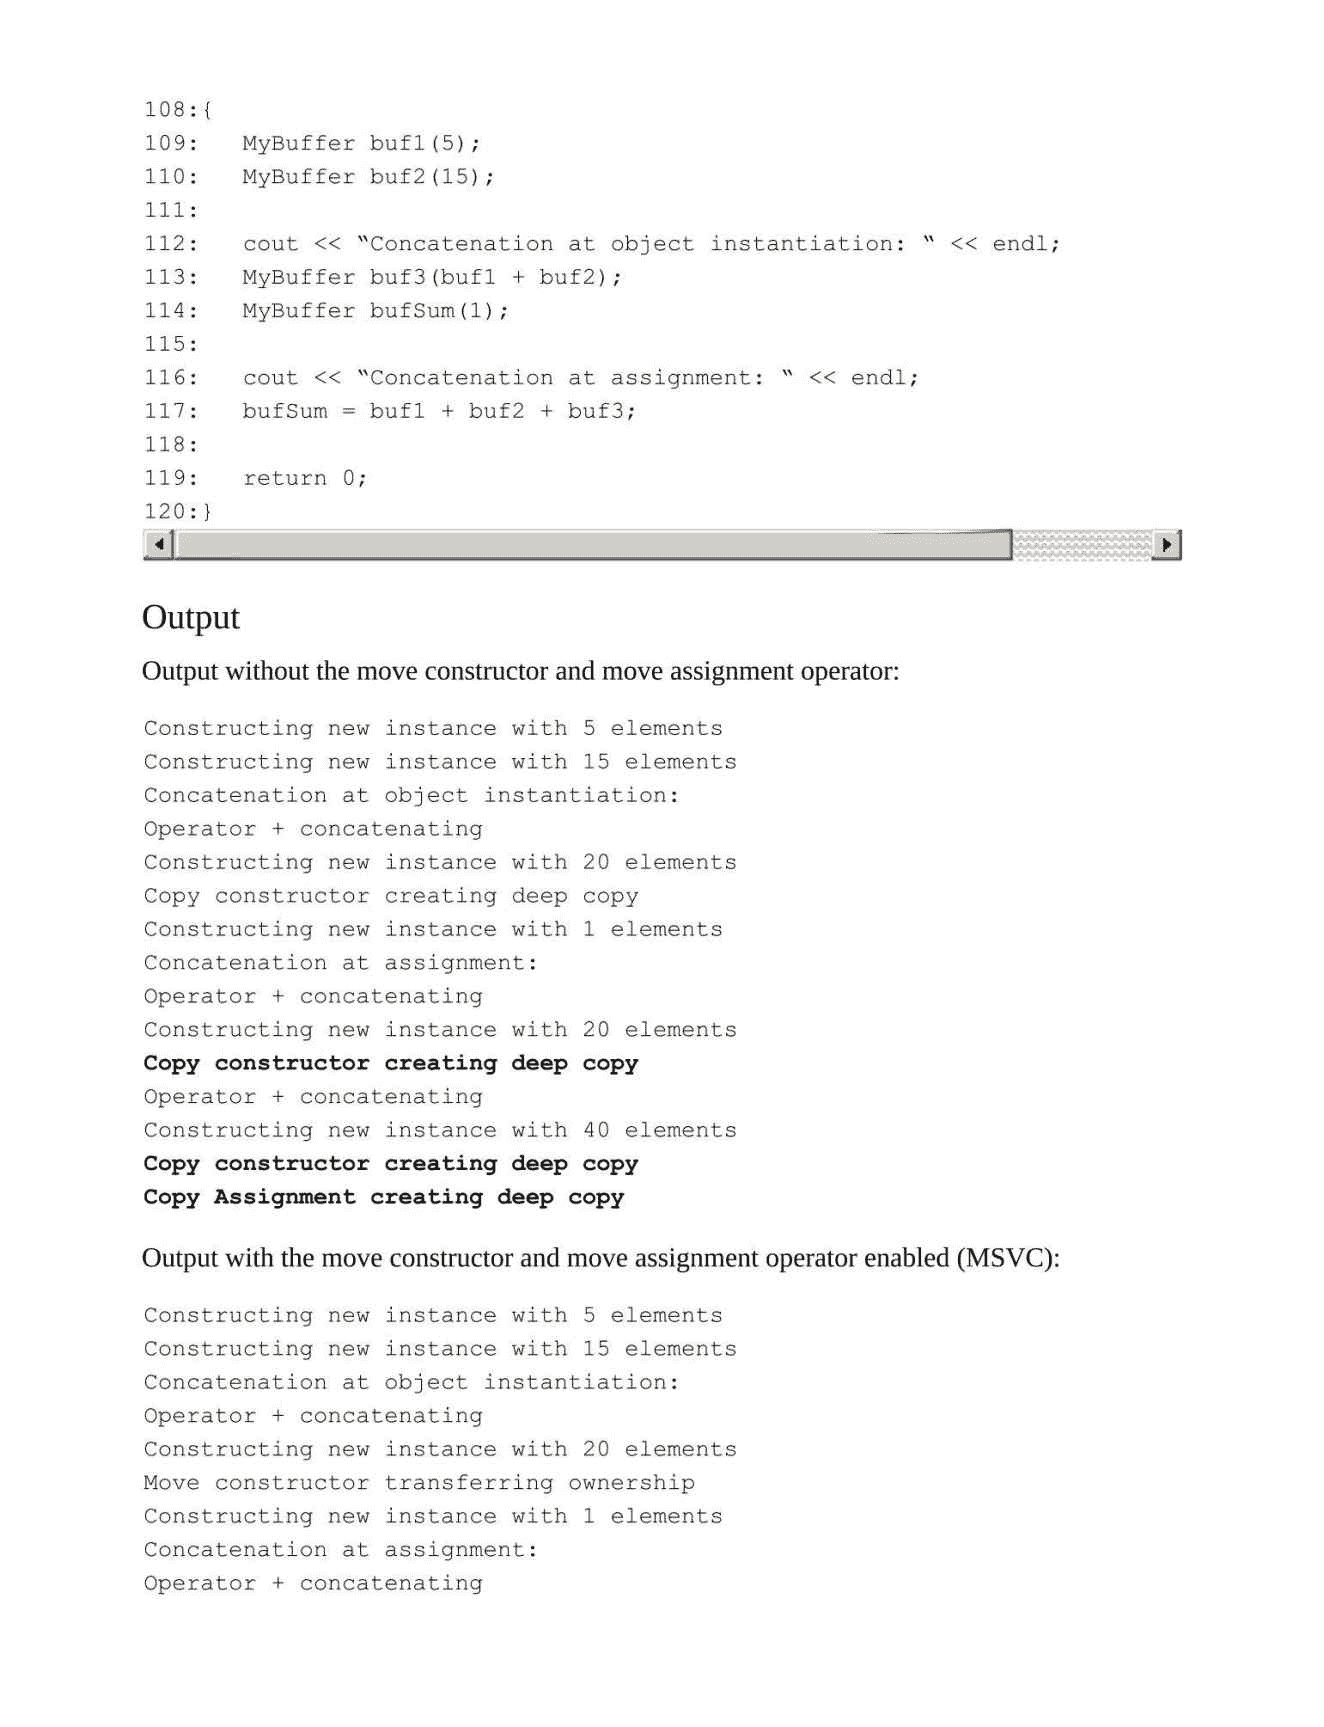 108:{
109:   MyBuffer buf1(5);
110:   MyBuffer buf2(15);
111:
112:   cout << “Concatenation at object instantiation: “ << endl;
113:   MyBuffer buf3(buf1 + buf2);
114:   MyBuffer bufSum(1);
115:
116:   cout << “Concatenation at assignment: “ << endl;
117:   bufSum = buf1 + buf2 + buf3;
118:
119:   return 0;
120:}
Output
Output without the move constructor and move assignment operator:
Constructing new instance with 5 elements
Constructing new instance with 15 elements
Concatenation at object instantiation:
Operator + concatenating
Constructing new instance with 20 elements
Copy constructor creating deep copy
Constructing new instance with 1 elements
Concatenation at assignment:
Operator + concatenating
Constructing new instance with 20 elements
Copy constructor creating deep copy
Operator + concatenating
Constructing new instance with 40 elements
Copy constructor creating deep copy
Copy Assignment creating deep copy
Output with the move constructor and move assignment operator enabled (MSVC):
Constructing new instance with 5 elements
Constructing new instance with 15 elements
Concatenation at object instantiation:
Operator + concatenating
Constructing new instance with 20 elements
Move constructor transferring ownership
Constructing new instance with 1 elements
Concatenation at assignment:
Operator + concatenating